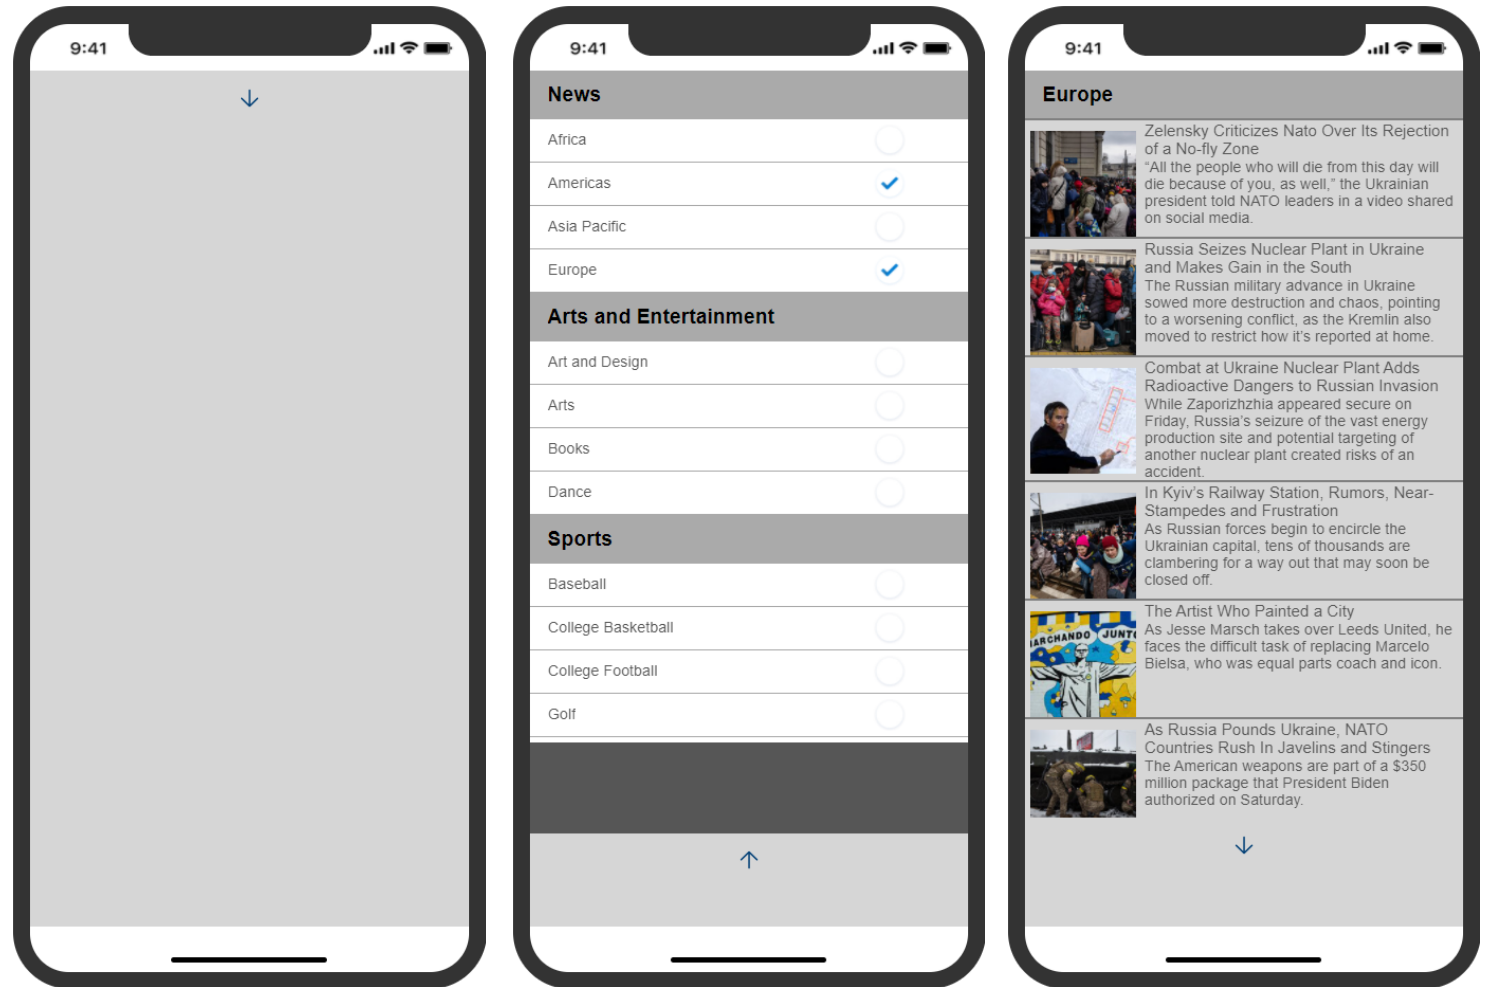 9:41
9:41
News
Africa
Americas
Asia Pacific
Europe
Arts and Entertainment
Art and Design
Arts
Books
Dance
Sports
Baseball
College Basketball
College Football
Golf
9:41
Europe
Zelensky Criticizes Nato Over Its Rejection
of a No-fly Zone
“All the people who will die from this day will
die because of you, as well,” the Ukrainian
president told NATO leaders in a video shared
on social media.
Russia Seizes Nuclear Plant in Ukraine
and Makes Gain in the South
The Russian military advance in Ukraine
sowed more destruction and chaos, pointing
to a worsening conflict, as the Kremlin also
moved to restrict how it’s reported at home.
Combat at Ukraine Nuclear Plant Adds
Radioactive Dangers to Russian Invasion
While Zaporizhzhia appeared secure on
Friday, Russia’s seizure of the vast energy
production site and potential targeting of
another nuclear plant created risks of an
accident.
In Kyiv’s Railway Station, Rumors, Near-
Stampedes and Frustration
As Russian forces begin to encircle the
Ukrainian capital, tens of thousands are
clambering for a way out that may soon be
closed off.
ARCHANDO JUNTO
The Artist Who Painted a City
As Jesse Marsch takes over Leeds United, he
faces the difficult task of replacing Marcelo
Bielsa, who was equal parts coach and icon.
As Russia Pounds Ukraine, NATO
Countries Rush In Javelins and Stingers
The American weapons are part of a $350
million package that President Biden
authorized on Saturday.